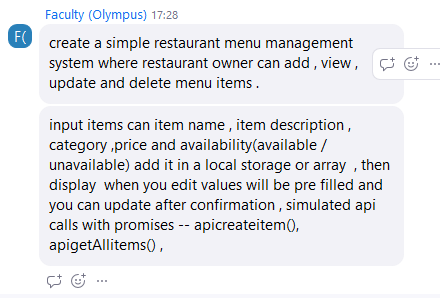 Faculty (Olympus) 17:28
F(
create a simple restaurant menu management
system where restaurant owner can add , view ,
update and delete menu items .
input items can item name , item description ,
category ,price and availability(available /
unavailable) add it in a local storage or array , then
display when you edit values will be pre filled and
you can update after confirmation , simulated api
calls with promises -- apicreateitem(),
apigetAllitems() ,